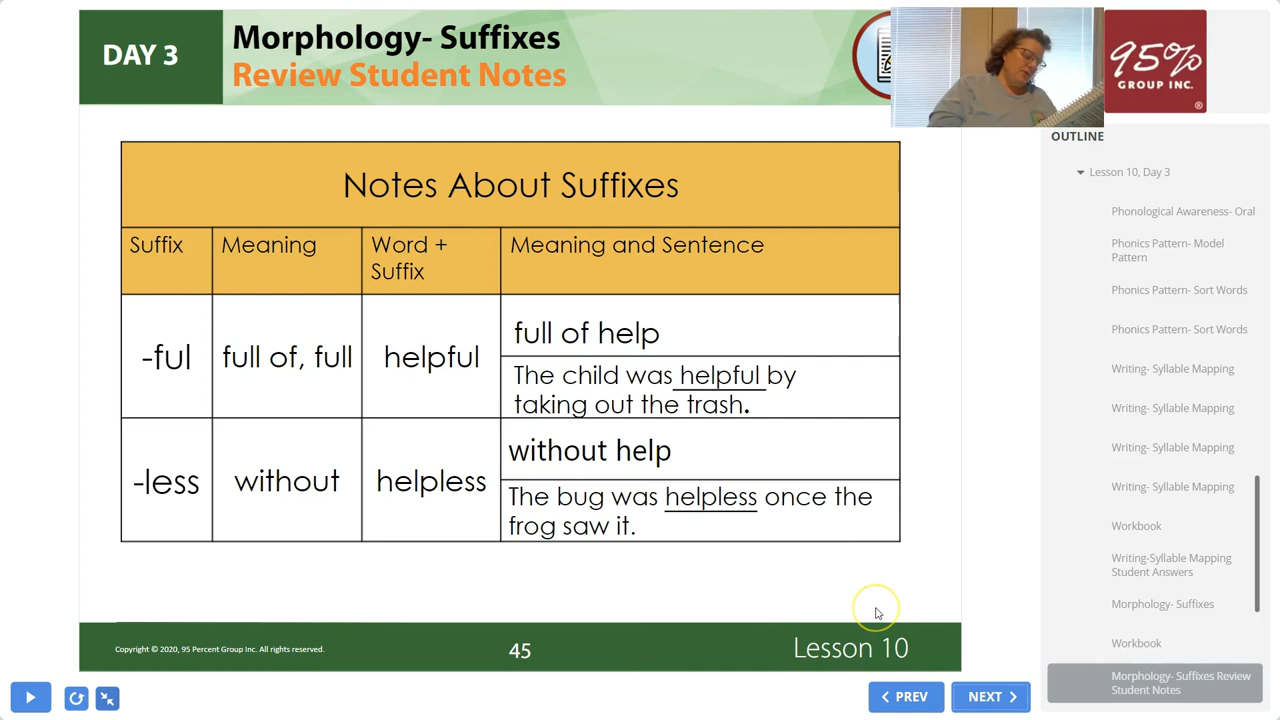 DAY 3
Morphology- Suffixes
Review Student Notes
95%
GROUP INC.
®
OUTLINE
Lesson 10, Day 3
Phonological Awareness- Oral
Phonics Pattern- Model
Pattern
Phonics Pattern- Sort Words
Phonics Pattern- Sort Words
Writing- Syllable Mapping
Writing- Syllable Mapping
Writing- Syllable Mapping
Writing- Syllable Mapping
Workbook
Writing-Syllable Mapping
Student Answers
Morphology- Suffixes
Workbook
Morphology- Suffixes Review
Student Notes
Notes About Suffixes
Suffix
Meaning
Word +
Suffix
Meaning and Sentence
-ful
full of, full
helpful
full of help
The child was helpful by
taking out the trash.
-less
without
helpless
without help
The bug was helpless once the
frog saw it.
Copyright © 2020, 95 Percent Group Inc. All rights reserved.
45
Lesson 10
PREV
NEXT